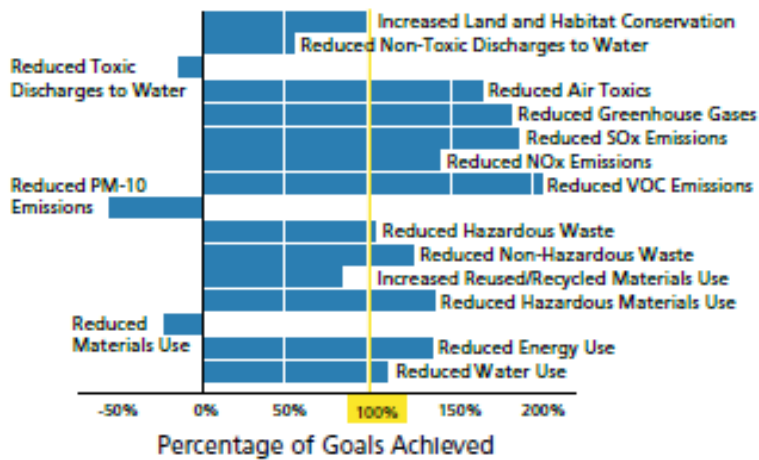 Increased Land and Habitat Conservation
Reduced Non-Toxic Discharges to Water
Reduced Toxic
Discharges to Water
Reduced Air Toxics
Reduced Greenhouse Gases
Reduced SOx Emissions
Reduced NOx Emissions
Reduced VOC Emissions
Reduced PM-10
Emissions
Reduced Hazardous Waste
Reduced Non-Hazardous Waste
Increased Reused/Recycled Materials Use
Reduced Hazardous Materials Use
Reduced
Materials Use
Reduced Energy Use
Reduced Water Use
-50% 0% 50% 100% 150% 200%
Percentage of Goals Achieved